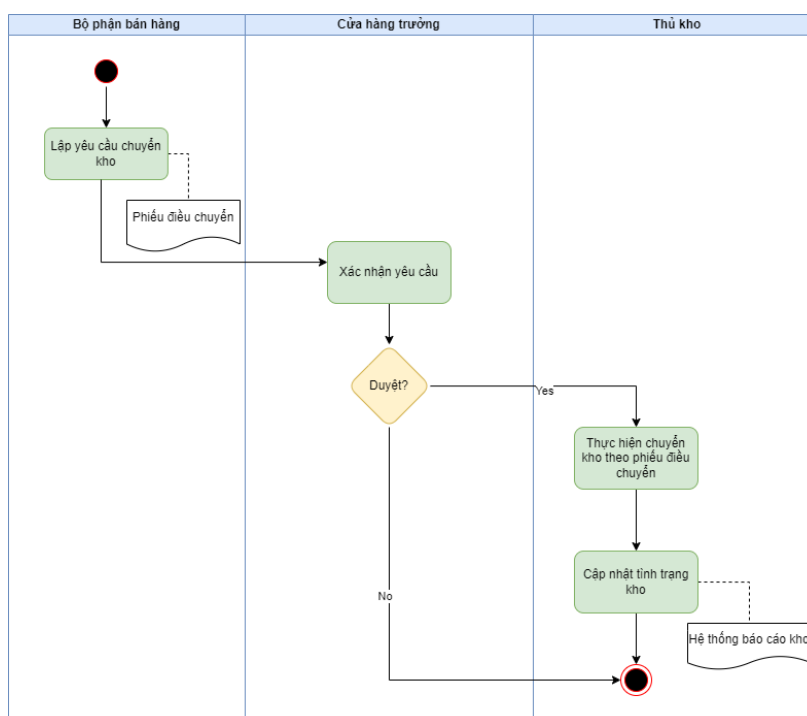 Bộ phận bán hàng
Cửa hàng trưởng
Thủ kho
Lập yêu cầu chuyển
kho
Phiếu điều chuyển
Xác nhận yêu cầu
Duyệt?
Yes
Thực hiện chuyển
kho theo phiếu điều
chuyển
Cập nhật tình trạng
kho
No
Hệ thống báo cáo kho